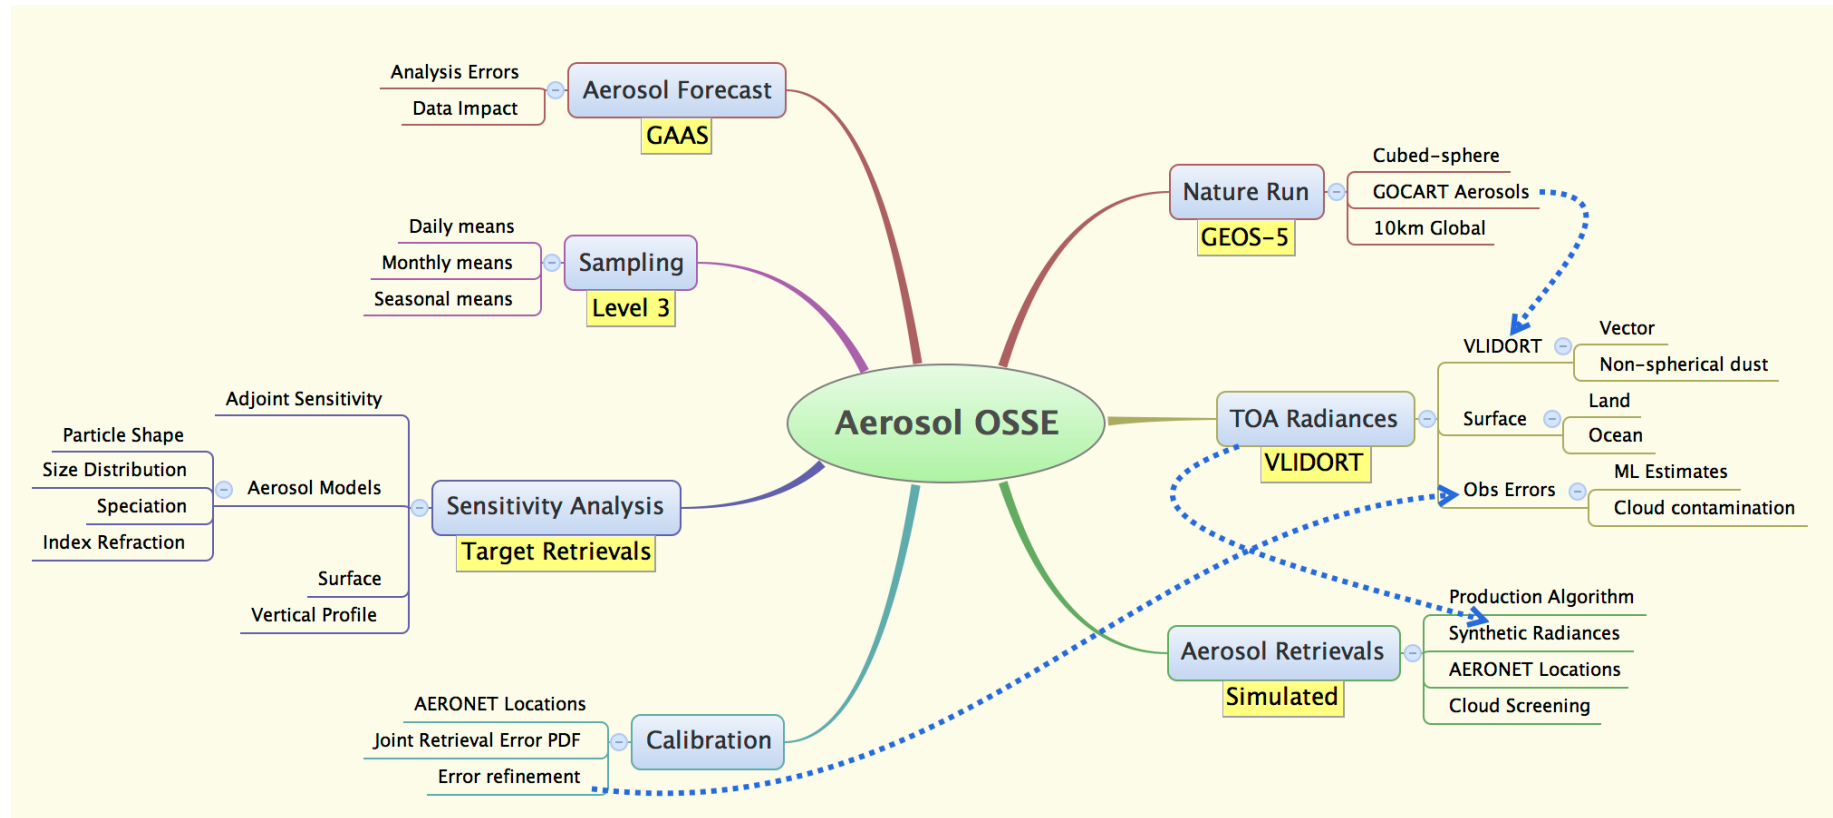 Aerosol OSSE
Nature Run
GEOS-5
Cubed-sphere
GOCART Aerosols
10km Global
TOA Radiances
VLIDORT
VLIDORT
Vector
Non-spherical dust
Surface
Land
Ocean
Obs Errors
ML Estimates
Cloud contamination
Aerosol Retrievals
Simulated
Production Algorithm
Synthetic Radiances
AERONET Locations
Cloud Screening
Calibration
AERONET Locations
Joint Retrieval Error PDF
Error refinement
Sensitivity Analysis
Target Retrievals
Adjoint Sensitivity
Aerosol Models
Particle Shape
Size Distribution
Speciation
Index Refraction
Surface
Vertical Profile
Sampling
Level 3
Daily means
Monthly means
Seasonal means
Aerosol Forecast
GAAS
Analysis Errors
Data Impact